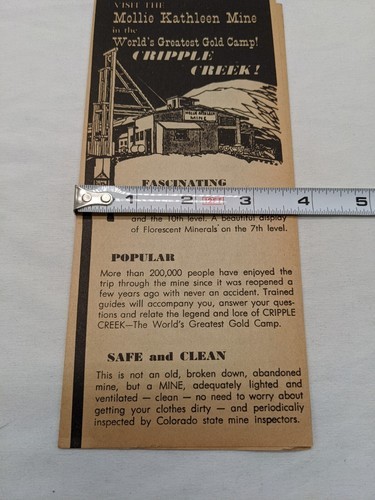 VISIT THE
Mollie Kathleen Mine
in the
World's Greatest Gold Camp!
CRIPPLE
CREEK!
MOLLIE KATHLEEN
MINE
FASCINATING
1 2 3 4 5
and the 10th level. A beautiful display
of Florescent Minerals on the 7th level.
POPULAR
More than 200,000 people have enjoyed the
trip through the mine since it was reopened a
few years ago with never an accident. Trained
guides will accompany you, answer your ques-
tions and relate the legend and lore of CRIPPLE
CREEK—The World's Greatest Gold Camp.
SAFE and CLEAN
This is not an old, broken down, abandoned
mine, but a MINE, adequately lighted and
ventilated — clean — no need to worry about
getting your clothes dirty — and periodically
inspected by Colorado state mine inspectors.